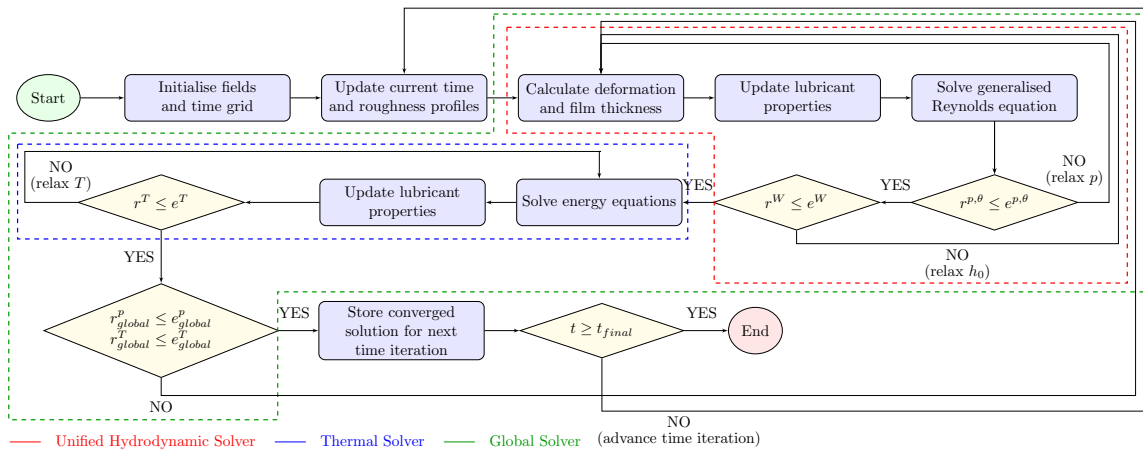 Start
Initialise fields
and time grid
Update current time
and roughness profiles
Calculate deformation
and film thickness
Update lubricant
properties
Solve generalised
Reynolds equation
NO
(relax p)
r^{p,θ} ≤ e^{p,θ}
YES
r^W ≤ e^W
NO
(relax h_0)
YES
Solve energy equations
Update lubricant
properties
r^T ≤ e^T
NO
(relax T)
YES
r^p_{global} ≤ e^p_{global}
r^T_{global} ≤ e^T_{global}
NO
YES
Store converged
solution for next
time iteration
t ≥ t_{final}
YES
End
NO
(advance time iteration)
Unified Hydrodynamic Solver
Thermal Solver
Global Solver